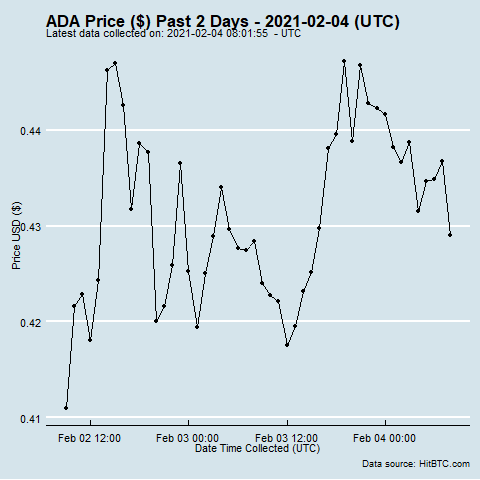 ADA Price ($) Past 2 Days - 2021-02-04 (UTC)
Latest data collected on: 2021-02-04 08:01:55  - UTC
Price USD ($)
0.44
0.43
0.42
0.41
Feb 02 12:00 Feb 03 00:00 Feb 03 12:00 Feb 04 00:00
Date Time Collected (UTC)
Data source: HitBTC.com